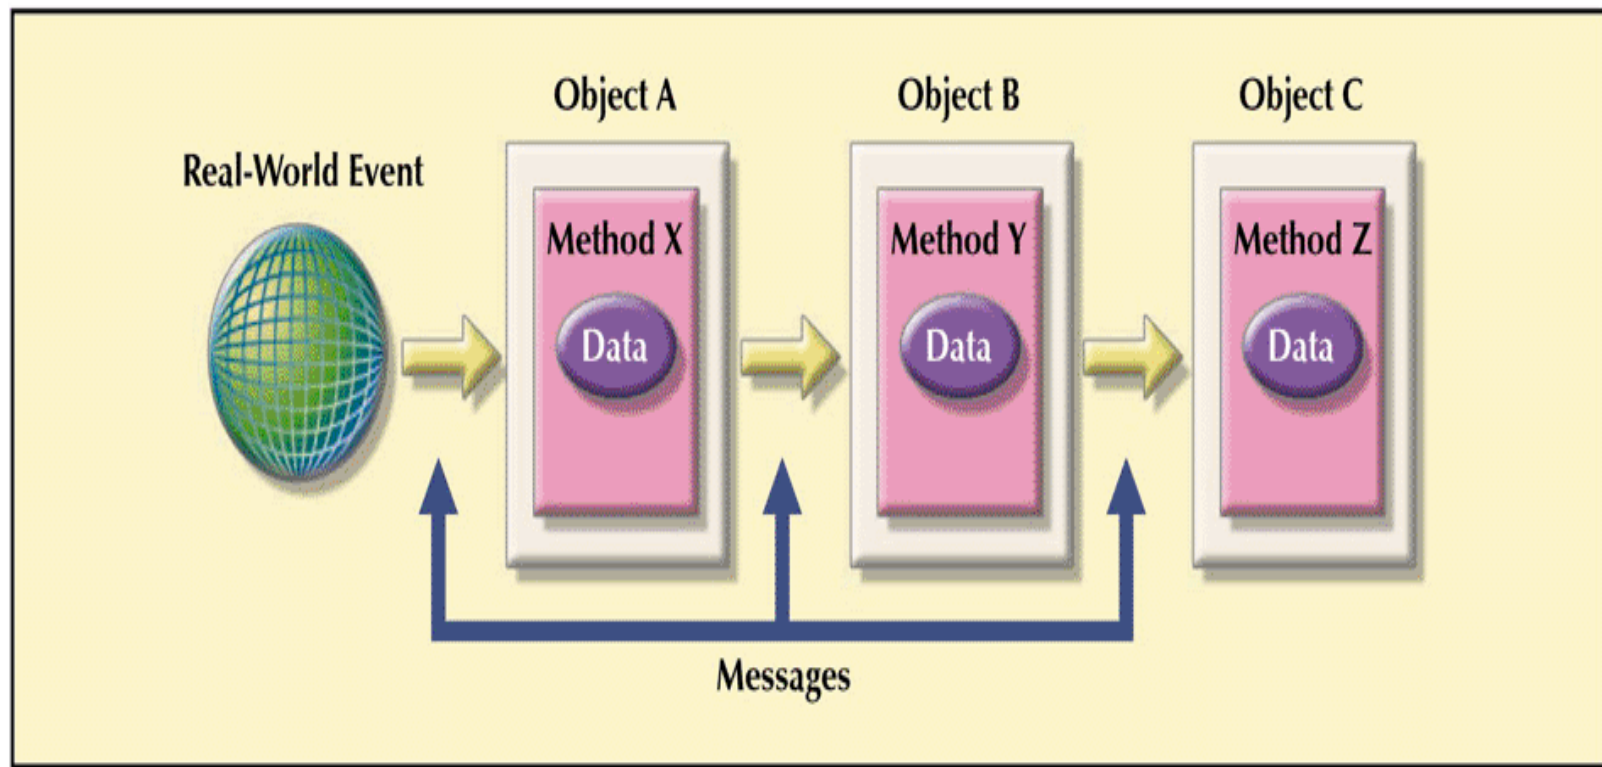 Object A
Object B
Object C
Real-World Event
Method X
Method Y
Method Z
Data
Data
Data
Messages